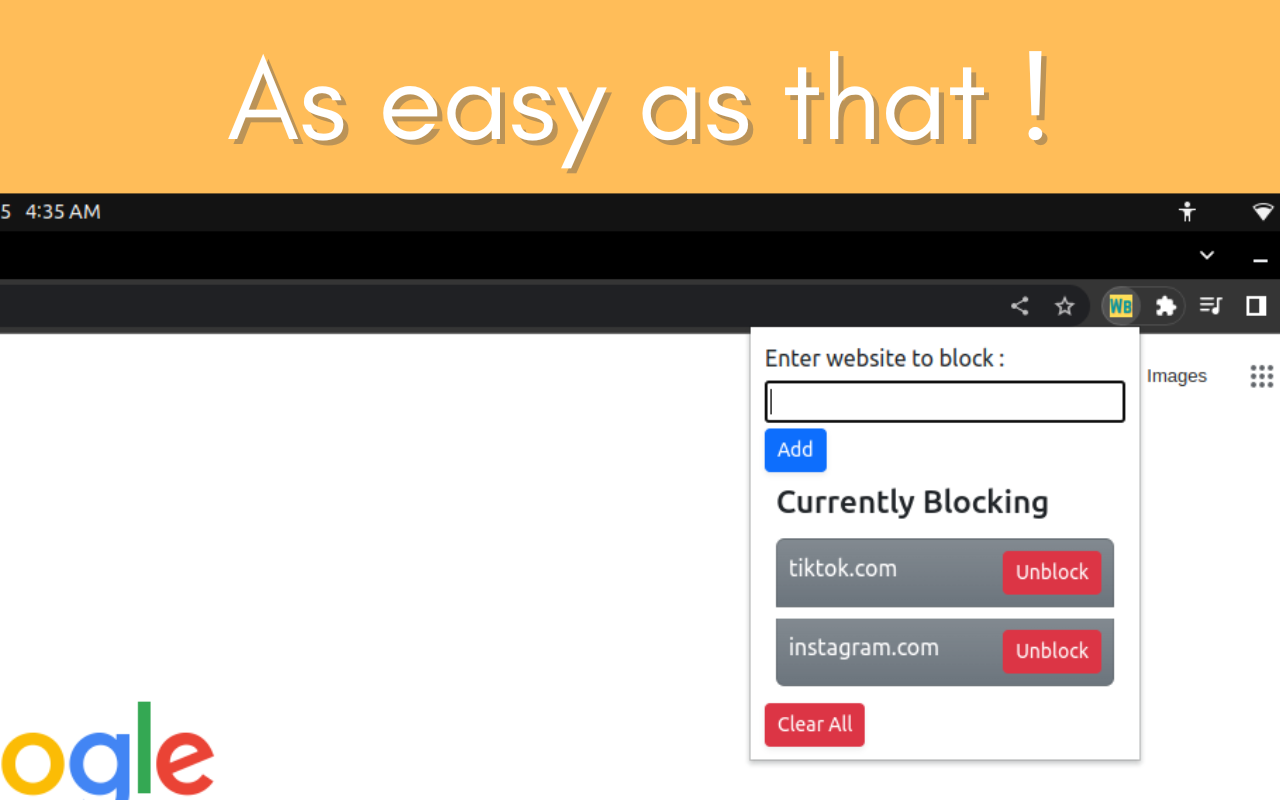 As easy as that !
5 4:35 AM
WB
Enter website to block :
Images
Add
Currently Blocking
tiktok.com Unblock
instagram.com Unblock
Clear All
ogle